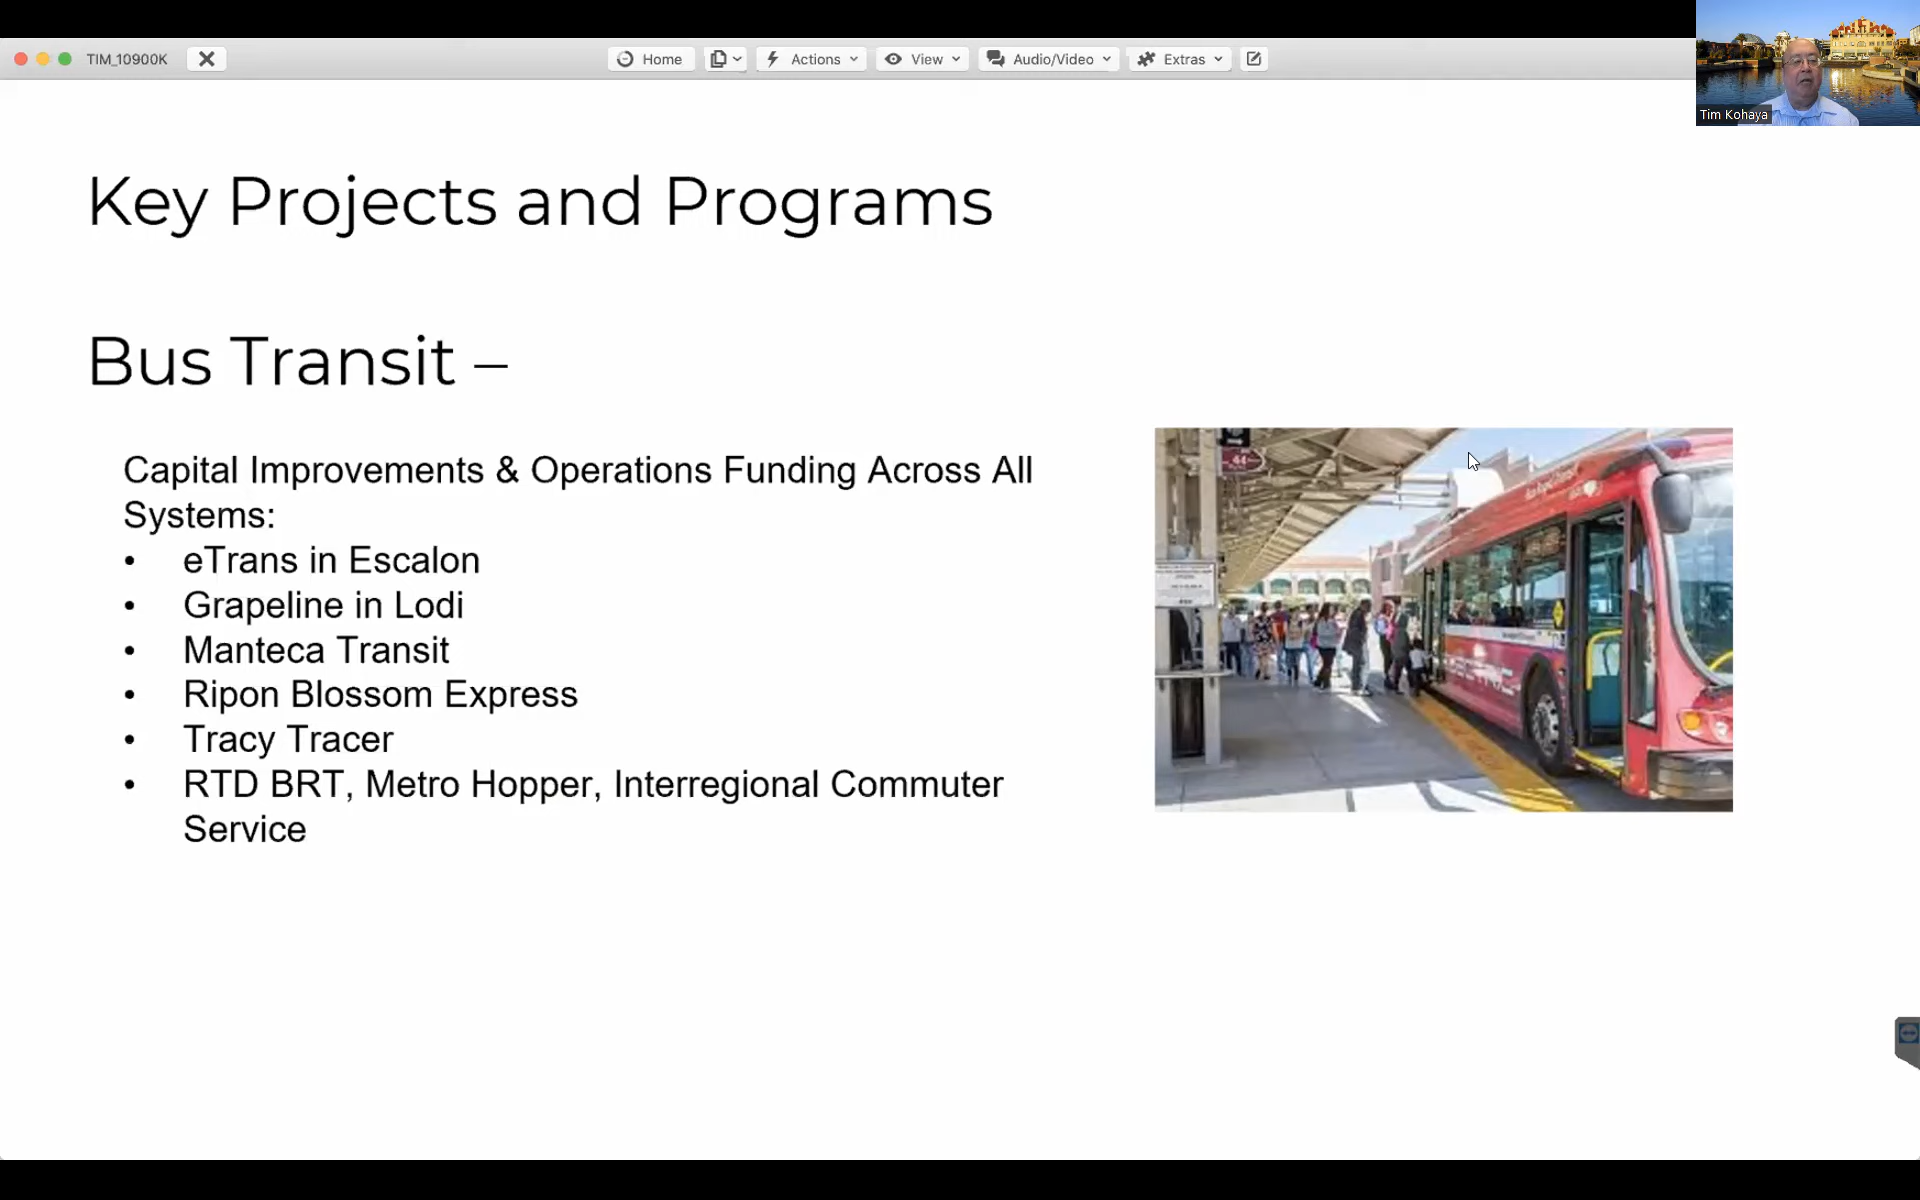 TIM_10900K
Home
Actions
View
Audio/Video
Extras
Tim Kohaya
Key Projects and Programs
Bus Transit –
Capital Improvements & Operations Funding Across All
Systems:
• eTrans in Escalon
• Grapeline in Lodi
• Manteca Transit
• Ripon Blossom Express
• Tracy Tracer
• RTD BRT, Metro Hopper, Interregional Commuter
Service
44